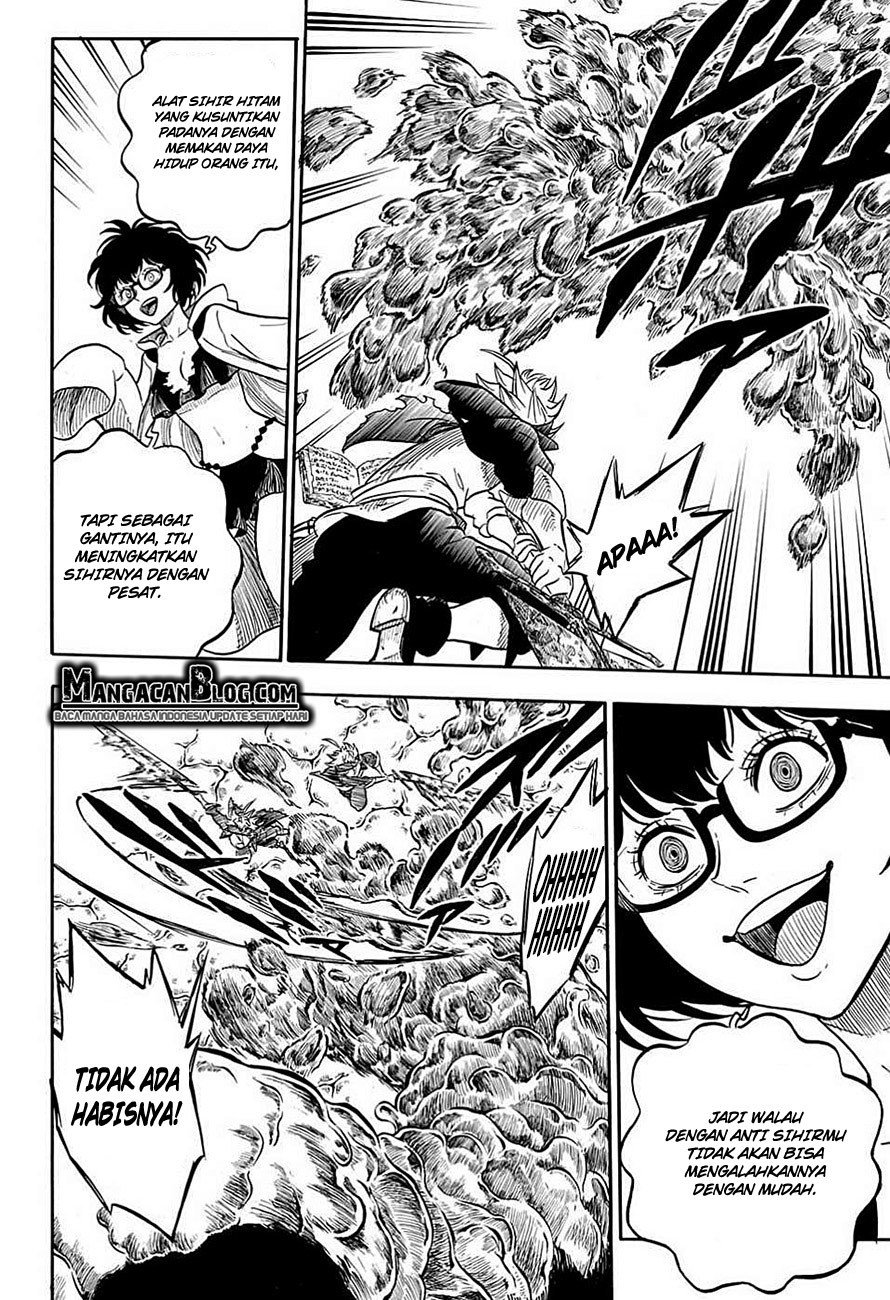 ALAT SIHIR HITAM
YANG KUSUNTIKAN
PADANYA DENGAN
MEMAKAN DAYA
HIDUP ORANG ITU,
TAPI SEBAGAI
GANTINYA, ITU
MENINGKATKAN
SIHIRNYA DENGAN
PESAT.
APAAA!
MANGACANBLOG.COM
BACA MANGA BAHASA INDONESIA UPDATE SETIAP HARI
OHHHHH
HHHHH
TIDAK ADA
HABISNYA!
JADI WALAU
DENGAN ANTI SIHIRMU
TIDAK AKAN BISA
MENGALAHKANNYA
DENGAN MUDAH.